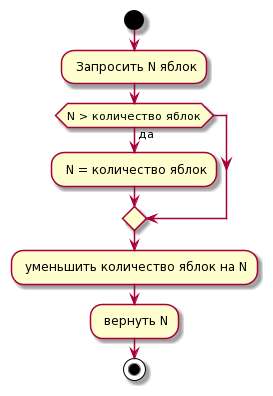 Запросить N яблок
N > количество яблок
да
N = количество яблок
уменьшить количество яблок на N
вернуть N